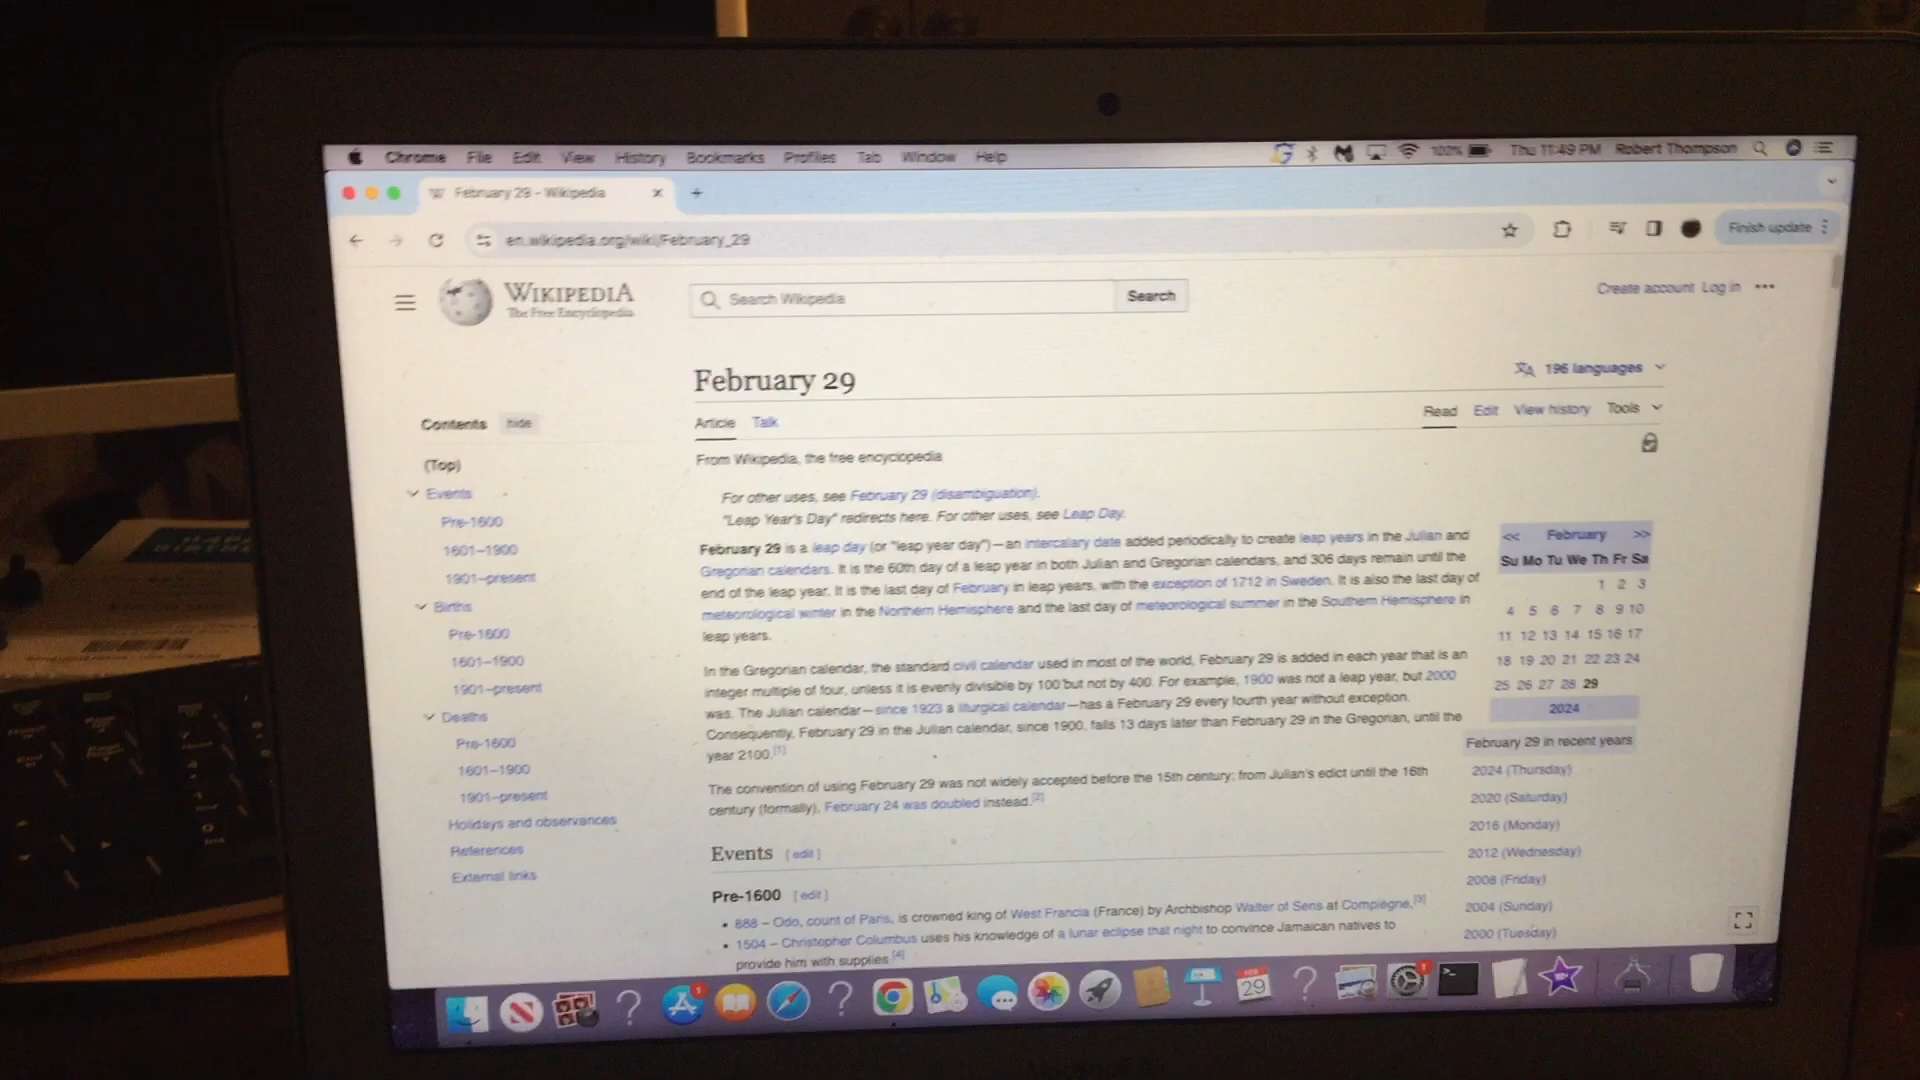 Chrome File Edit View History Bookmarks Profiles Tab Window Help 100% Thu 11:49 PM Robert Thompson
February 29 - Wikipedia
en.wikipedia.org/wiki/February_29 Finish update
WIKIPEDIA
The Free Encyclopedia
Search Wikipedia Search
Create account Log in
February 29
196 languages
Contents hide
Article Talk
Read Edit View history Tools
(Top)
Events
Pre-1600
1601–1900
1901–present
Births
Pre-1600
1601–1900
1901–present
Deaths
Pre-1600
1601–1900
1901–present
Holidays and observances
References
External links
From Wikipedia, the free encyclopedia
For other uses, see February 29 (disambiguation).
"Leap Year's Day" redirects here. For other uses, see Leap Day.
February 29 is a leap day (or "leap year day")—an intercalary date added periodically to create leap years in the Julian and
Gregorian calendars. It is the 60th day of a leap year in both Julian and Gregorian calendars, and 306 days remain until the
end of the leap year. It is the last day of February in leap years, with the exception of 1712 in Sweden. It is also the last day of
meteorological winter in the Northern Hemisphere and the last day of meteorological summer in the Southern Hemisphere in
leap years.
In the Gregorian calendar, the standard civil calendar used in most of the world, February 29 is added in each year that is an
integer multiple of four, unless it is evenly divisible by 100 but not by 400. For example, 1900 was not a leap year, but 2000
was. The Julian calendar—since 1923 a liturgical calendar—has a February 29 every fourth year without exception.
Consequently, February 29 in the Julian calendar, since 1900, falls 13 days later than February 29 in the Gregorian, until the
year 2100.[1]
The convention of using February 29 was not widely accepted before the 15th century; from Julian's edict until the 16th
century (formally), February 24 was doubled instead.[2]
Events [ edit ]
Pre-1600 [ edit ]
• 888 – Odo, count of Paris, is crowned king of West Francia (France) by Archbishop Walter of Sens at Compiègne.[3]
• 1504 – Christopher Columbus uses his knowledge of a lunar eclipse that night to convince Jamaican natives to
provide him with supplies.[4]
<< February >>
Su Mo Tu We Th Fr Sa
1 2 3
4 5 6 7 8 9 10
11 12 13 14 15 16 17
18 19 20 21 22 23 24
25 26 27 28 29
2024
February 29 in recent years
2024 (Thursday)
2020 (Saturday)
2016 (Monday)
2012 (Wednesday)
2008 (Friday)
2004 (Sunday)
2000 (Tuesday)
FEB
29